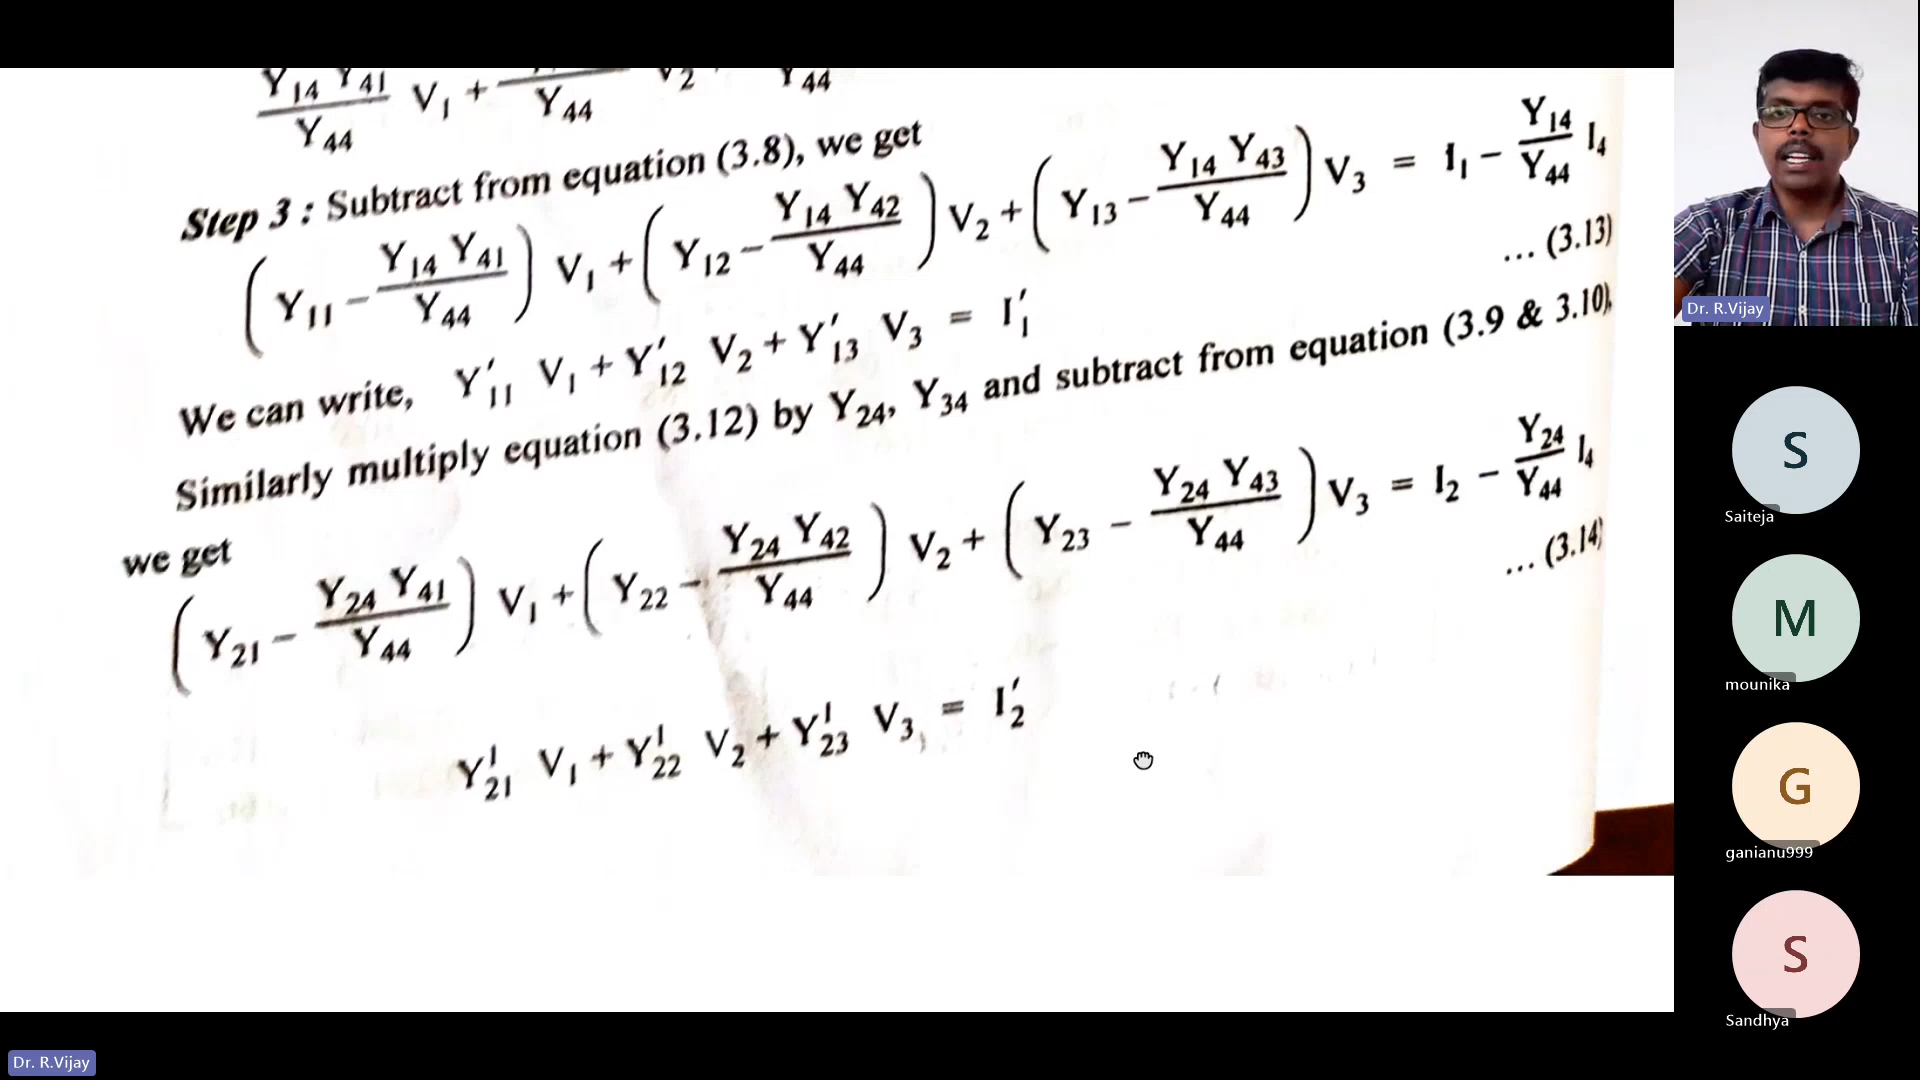 Y14 Y41 / Y44 V1 + / Y44 V2 Y44
Step 3 : Subtract from equation (3.8), we get
(Y11 − Y14 Y41 / Y44) V1 + (Y12 − Y14 Y42 / Y44) V2 + (Y13 − Y14 Y43 / Y44) V3 = I1 − Y14 / Y44 I4
... (3.13)
We can write, Y′11 V1 + Y′12 V2 + Y′13 V3 = I′1
Similarly multiply equation (3.12) by Y24, Y34 and subtract from equation (3.9 & 3.10),
we get
(Y21 − Y24 Y41 / Y44) V1 + (Y22 − Y24 Y42 / Y44) V2 + (Y23 − Y24 Y43 / Y44) V3 = I2 − Y24 / Y44 I4
... (3.14)
Y¹21 V1 + Y¹22 V2 + Y¹23 V3, = I′2
Dr. R.Vijay
S
Saiteja
M
mounika
G
ganianu999
S
Sandhya
Dr. R.Vijay